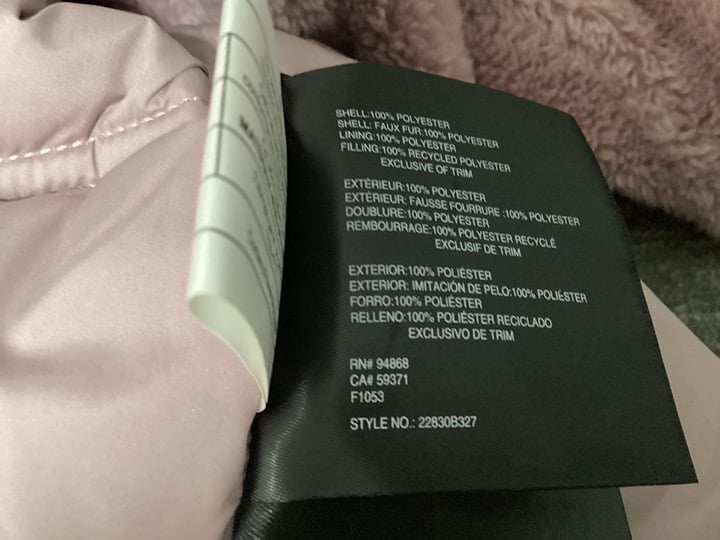 SHELL:100% POLYESTER
SHELL: FAUX FUR:100% POLYESTER
LINING:100% POLYESTER
FILLING:100% RECYCLED POLYESTER
EXCLUSIVE OF TRIM
EXTÉRIEUR:100% POLYESTER
EXTÉRIEUR: FAUSSE FOURRURE :100% POLYESTER
DOUBLURE:100% POLYESTER
REMBOURRAGE:100% POLYESTER RECYCLÉ
EXCLUSIF DE TRIM
EXTERIOR:100% POLIÉSTER
EXTERIOR: IMITACIÓN DE PELO:100% POLIÉSTER
FORRO:100% POLIÉSTER
RELLENO:100% POLIÉSTER RECICLADO
EXCLUSIVO DE TRIM
RN# 94868
CA# 59371
F1053
STYLE NO.: 22830B327